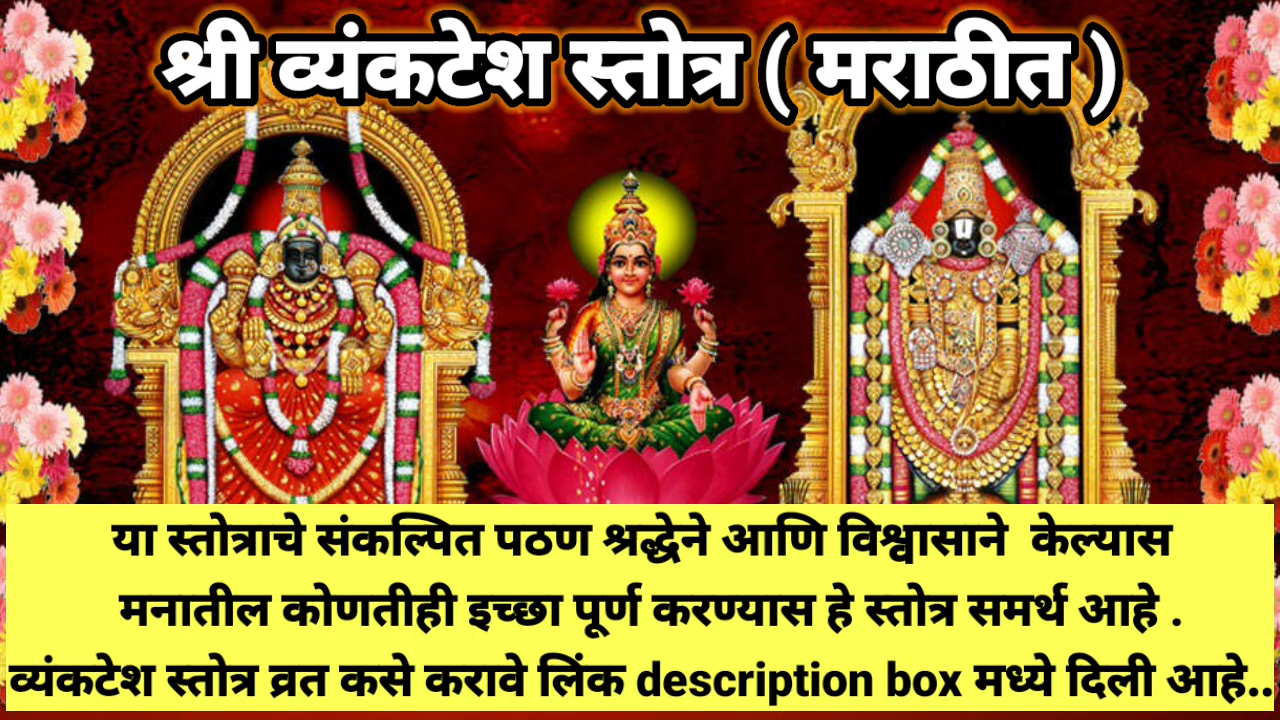 श्री व्यंकटेश स्तोत्र ( मराठीत )
या स्तोत्राचे संकल्पित पठण श्रद्धेने आणि विश्वासाने केल्यास
मनातील कोणतीही इच्छा पूर्ण करण्यास हे स्तोत्र समर्थ आहे .
व्यंकटेश स्तोत्र व्रत कसे करावे लिंक description box मध्ये दिली आहे..